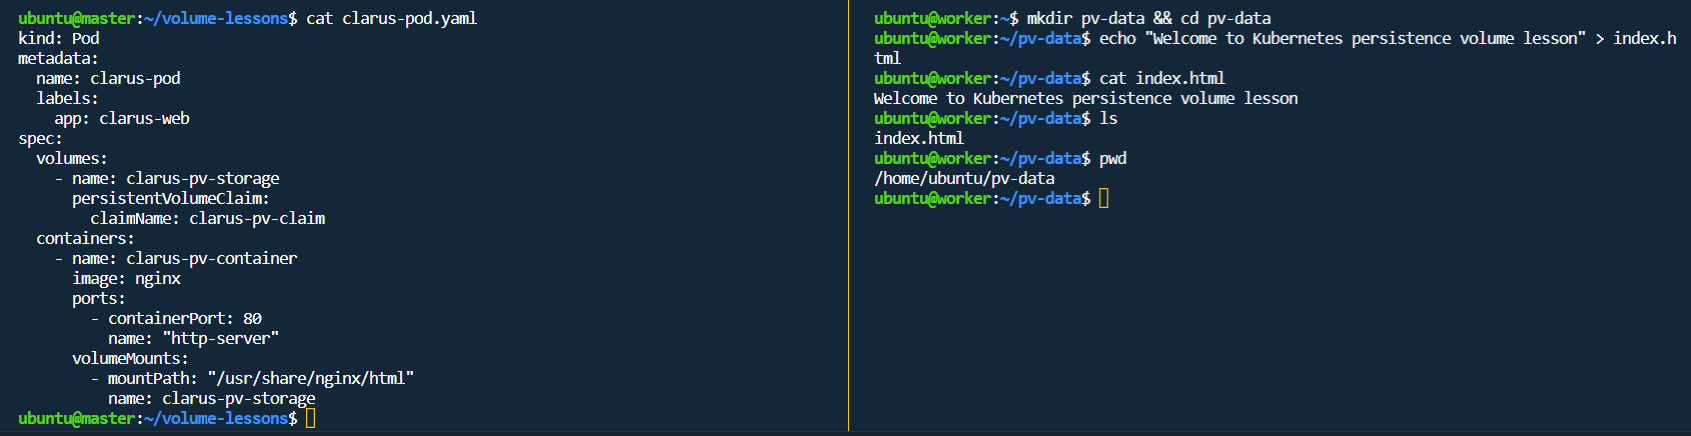 ubuntu@master:~/volume-lessons$ cat clarus-pod.yaml
kind: Pod
metadata:
  name: clarus-pod
  labels:
    app: clarus-web
spec:
  volumes:
    - name: clarus-pv-storage
      persistentVolumeClaim:
        claimName: clarus-pv-claim
  containers:
    - name: clarus-pv-container
      image: nginx
      ports:
        - containerPort: 80
          name: "http-server"
      volumeMounts:
        - mountPath: "/usr/share/nginx/html"
          name: clarus-pv-storage
ubuntu@master:~/volume-lessons$
ubuntu@worker:~$ mkdir pv-data && cd pv-data
ubuntu@worker:~/pv-data$ echo "Welcome to Kubernetes persistence volume lesson" > index.h
tml
ubuntu@worker:~/pv-data$ cat index.html
Welcome to Kubernetes persistence volume lesson
ubuntu@worker:~/pv-data$ ls
index.html
ubuntu@worker:~/pv-data$ pwd
/home/ubuntu/pv-data
ubuntu@worker:~/pv-data$